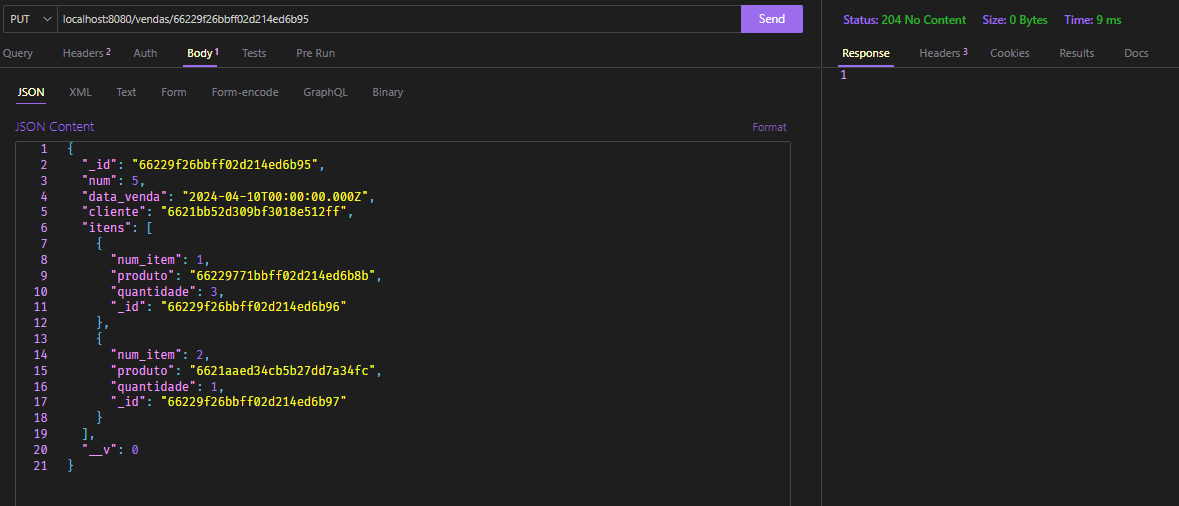 PUT localhost:8080/vendas/66229f26bbff02d214ed6b95 Send
Query Headers 2 Auth Body 1 Tests Pre Run
JSON XML Text Form Form-encode GraphQL Binary
JSON Content Format
1 {
2 "_id": "66229f26bbff02d214ed6b95",
3 "num": 5,
4 "data_venda": "2024-04-10T00:00:00.000Z",
5 "cliente": "6621bb52d309bf3018e512ff",
6 "itens": [
7 {
8 "num_item": 1,
9 "produto": "66229771bbff02d214ed6b8b",
10 "quantidade": 3,
11 "_id": "66229f26bbff02d214ed6b96"
12 },
13 {
14 "num_item": 2,
15 "produto": "6621aaed34cb5b27dd7a34fc",
16 "quantidade": 1,
17 "_id": "66229f26bbff02d214ed6b97"
18 }
19 ],
20 "__v": 0
21 }
Status: 204 No Content Size: 0 Bytes Time: 9 ms
Response Headers 3 Cookies Results Docs
1